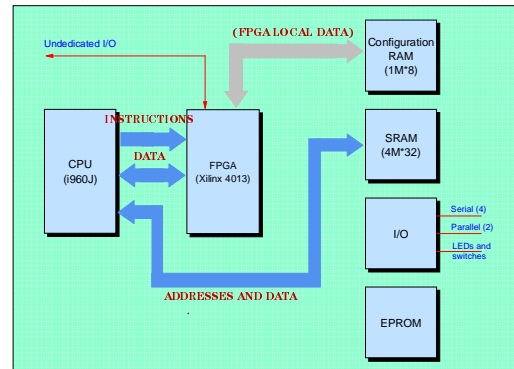 (FPGA LOCAL DATA)
Undedicated I/O
Configuration
RAM
(1M*8)
INSTRUCTIONS
DATA
CPU
(i960J)
FPGA
(Xilinx 4013)
SRAM
(4M*32)
I/O
Serial (4)
Parallel (2)
LEDs and
switches
ADDRESSES AND DATA
.
EPROM